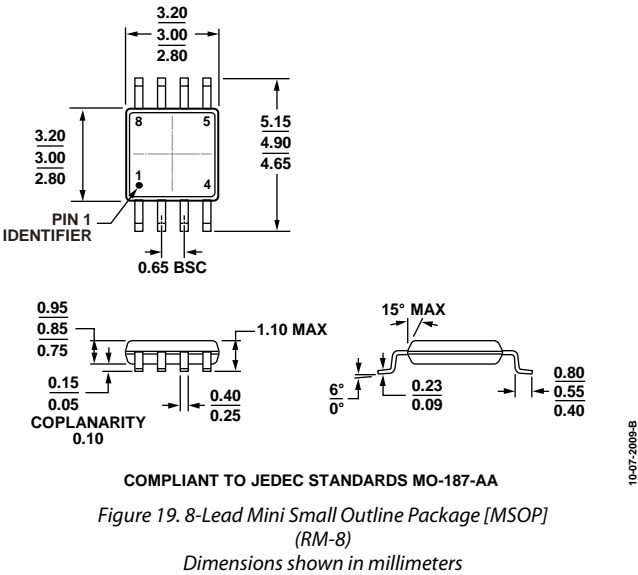 3.20
3.00
2.80
8
5
5.15
4.90
4.65
3.20
3.00
2.80
1
4
PIN 1
IDENTIFIER
0.65 BSC
0.95
0.85
0.75
15° MAX
1.10 MAX
0.15
0.05
COPLANARITY
0.10
0.40
0.25
6°
0°
0.23
0.09
0.80
0.55
0.40
COMPLIANT TO JEDEC STANDARDS MO-187-AA
10-07-2009-B
Figure 19. 8-Lead Mini Small Outline Package [MSOP]
(RM-8)
Dimensions shown in millimeters